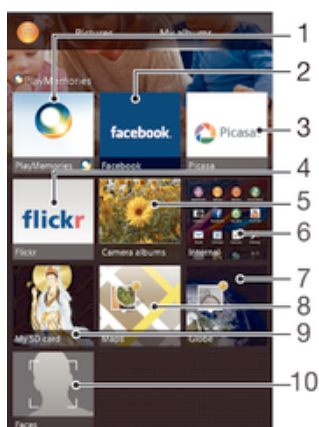 Pictures My albums
PlayMemories
facebook.
Picasa
PlayMemories Facebook Picasa
flickr
Flickr Camera albums Internal
My SD card Maps Globe
Faces
1
2
3
4
5
6
7
8
9
10